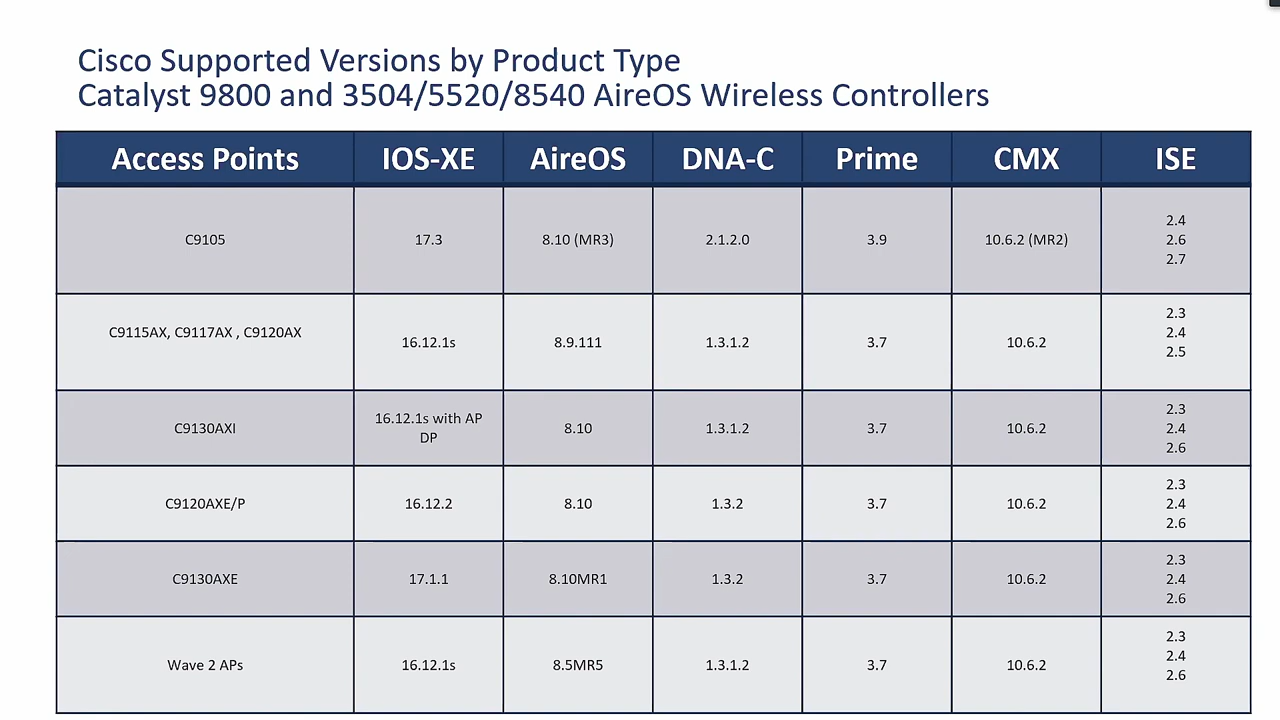 Cisco Supported Versions by Product Type
Catalyst 9800 and 3504/5520/8540 AireOS Wireless Controllers
Access Points IOS-XE AireOS DNA-C Prime CMX ISE
C9105 17.3 8.10 (MR3) 2.1.2.0 3.9 10.6.2 (MR2) 2.4
2.6
2.7
C9115AX, C9117AX , C9120AX 16.12.1s 8.9.111 1.3.1.2 3.7 10.6.2 2.3
2.4
2.5
C9130AXI 16.12.1s with AP
DP 8.10 1.3.1.2 3.7 10.6.2 2.3
2.4
2.6
C9120AXE/P 16.12.2 8.10 1.3.2 3.7 10.6.2 2.3
2.4
2.6
C9130AXE 17.1.1 8.10MR1 1.3.2 3.7 10.6.2 2.3
2.4
2.6
Wave 2 APs 16.12.1s 8.5MR5 1.3.1.2 3.7 10.6.2 2.3
2.4
2.6